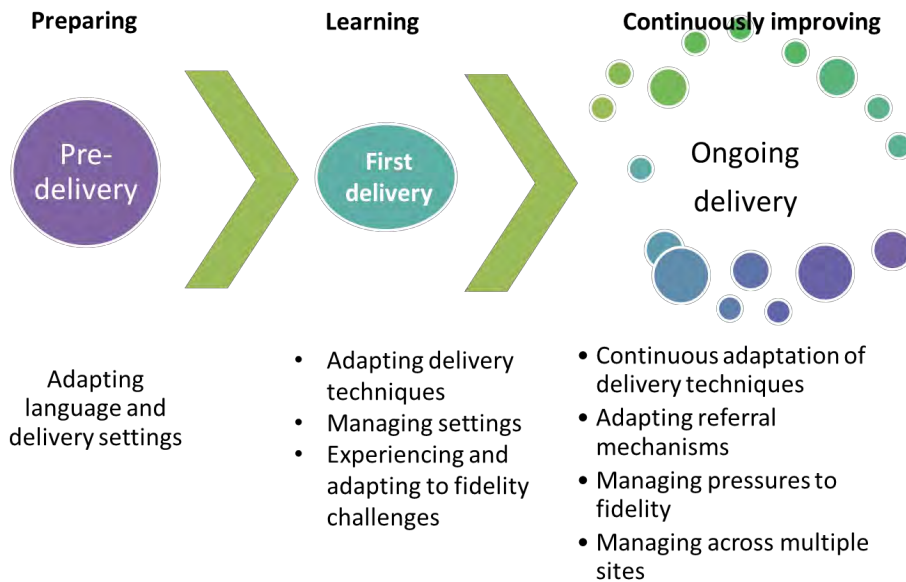 Preparing
Learning
Continuously improving
Pre-
delivery
First
delivery
Ongoing
delivery
Adapting
language and
delivery settings
• Adapting delivery
techniques
• Managing settings
• Experiencing and
adapting to fidelity
challenges
• Continuous adaptation of
delivery techniques
• Adapting referral
mechanisms
• Managing pressures to
fidelity
• Managing across multiple
sites